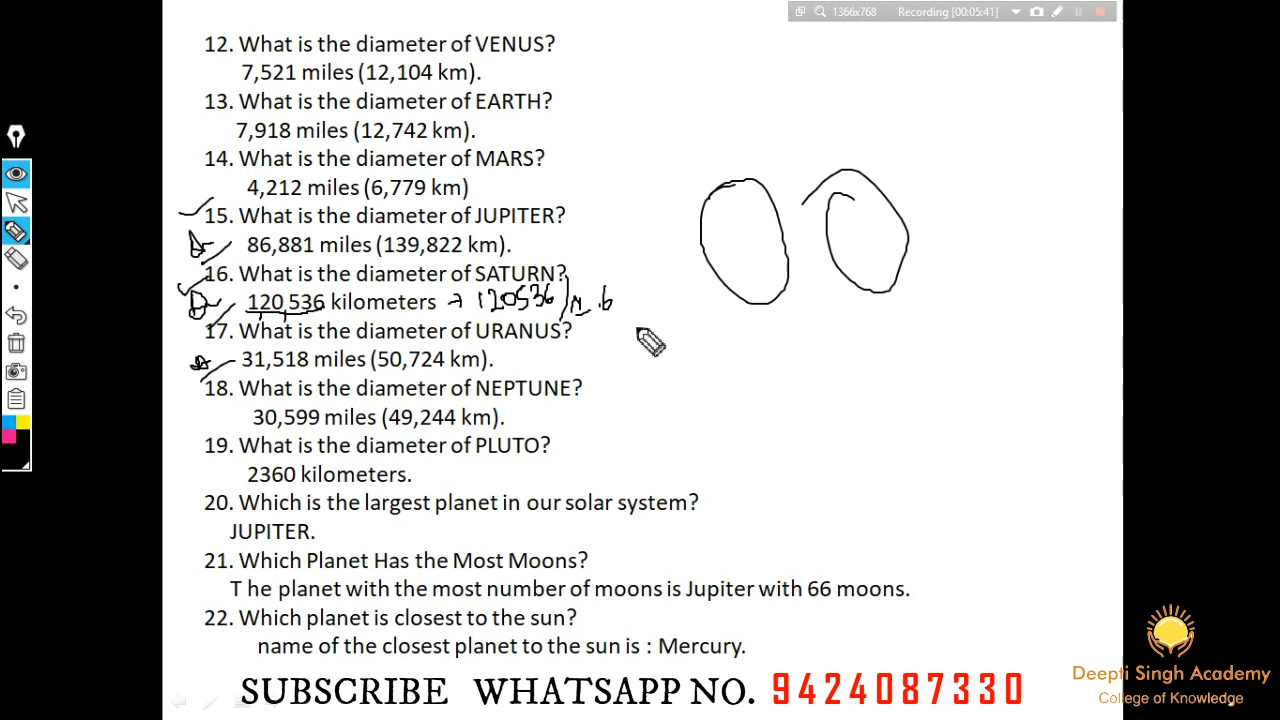 1366x768 Recording [00:05:41]
12. What is the diameter of VENUS?
7,521 miles (12,104 km).
13. What is the diameter of EARTH?
7,918 miles (12,742 km).
14. What is the diameter of MARS?
4,212 miles (6,779 km)
15. What is the diameter of JUPITER?
86,881 miles (139,822 km).
16. What is the diameter of SATURN?
120,536 kilometers → 120536
17. What is the diameter of URANUS?
31,518 miles (50,724 km).
18. What is the diameter of NEPTUNE?
30,599 miles (49,244 km).
19. What is the diameter of PLUTO?
2360 kilometers.
20. Which is the largest planet in our solar system?
JUPITER.
21. Which Planet Has the Most Moons?
T he planet with the most number of moons is Jupiter with 66 moons.
22. Which planet is closest to the sun?
name of the closest planet to the sun is : Mercury.
SUBSCRIBE WHATSAPP NO. 9424087330
Deepti Singh Academy
College of Knowledge